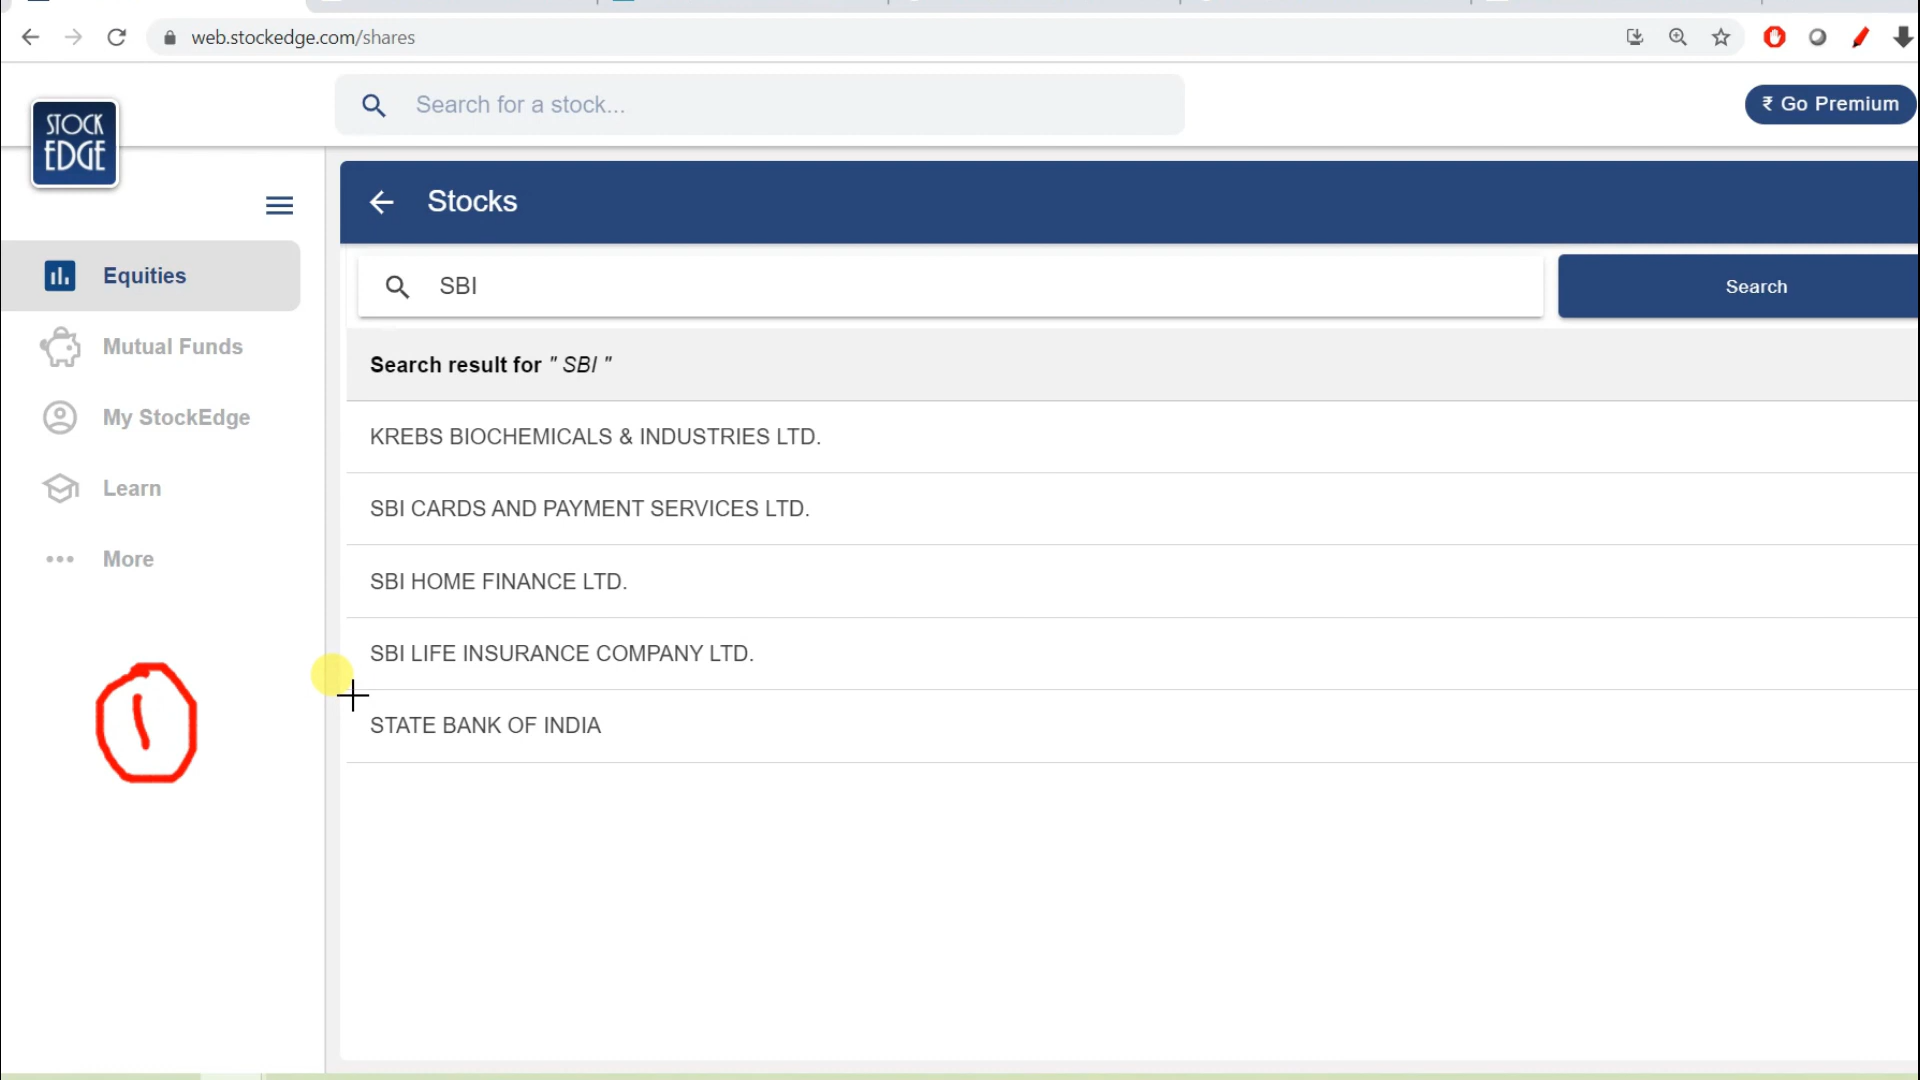 web.stockedge.com/shares
STOCK
EDGE
Search for a stock...
₹ Go Premium
Stocks
SBI
Search
Equities
Mutual Funds
My StockEdge
Learn
More
Search result for " SBI "
KREBS BIOCHEMICALS & INDUSTRIES LTD.
SBI CARDS AND PAYMENT SERVICES LTD.
SBI HOME FINANCE LTD.
SBI LIFE INSURANCE COMPANY LTD.
STATE BANK OF INDIA
1